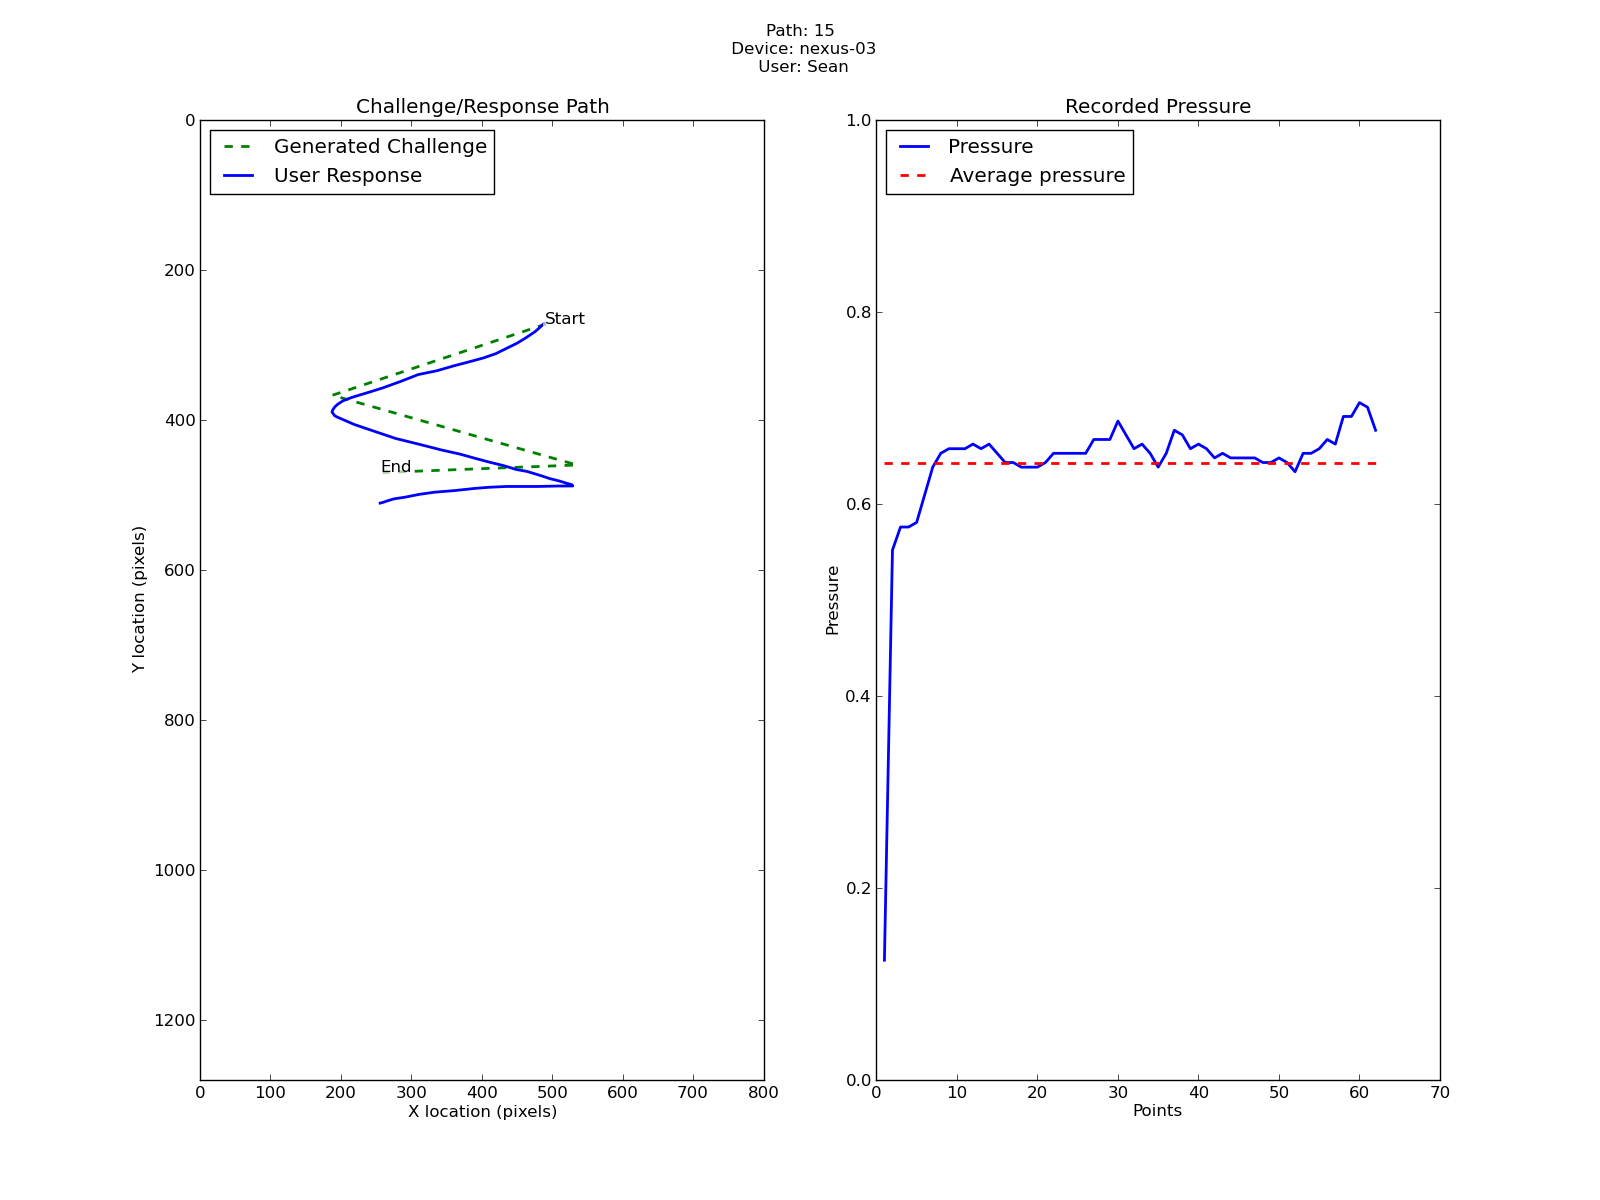 Path: 15
Device: nexus-03
User: Sean
Challenge/Response Path
Generated Challenge
User Response
Start
End
0
200
400
600
800
1000
1200
Y location (pixels)
0 100 200 300 400 500 600 700 800
X location (pixels)
Recorded Pressure
Pressure
Average pressure
1.0
0.8
0.6
0.4
0.2
0.0
Pressure
0 10 20 30 40 50 60 70
Points